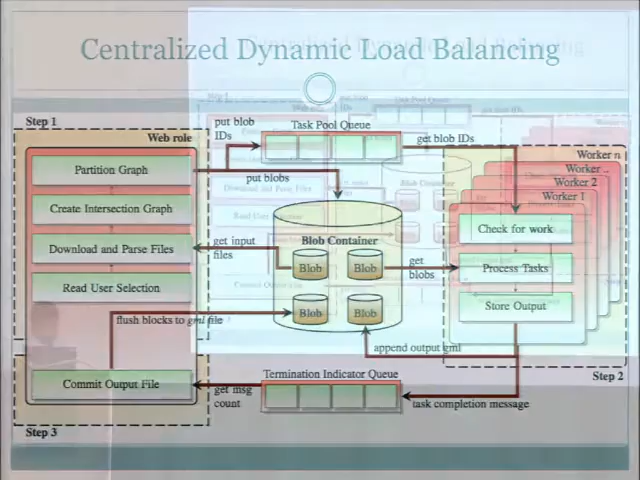 Centralized Dynamic Load Balancing
Step 1
Web role
Partition Graph
Create Intersection Graph
Download and Parse Files
Read User Selection
Commit Output File
Step 3
put blob
IDs
Task Pool Queue
get blob IDs
put blobs
Blob Container
get input
files
Blob
Blob
get
blobs
Blob
Blob
flush blocks to gml file
append output gml
Termination Indicator Queue
get msg
count
task completion message
Worker n
Worker ..
Worker 2
Worker 1
Check for work
Process Tasks
Store Output
Step 2